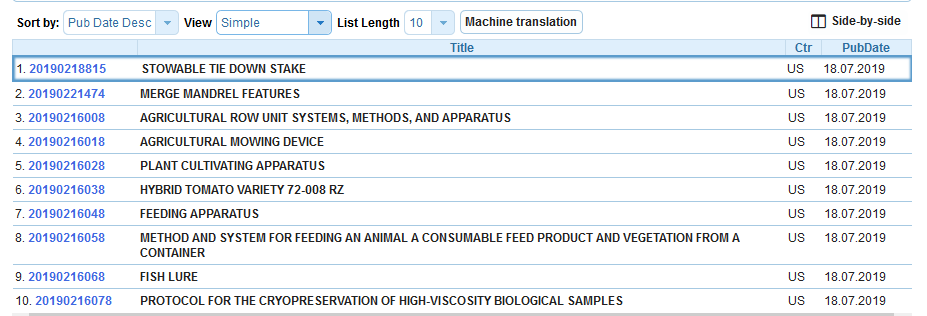 Sort by: Pub Date Desc View Simple List Length 10 Machine translation Side-by-side
Title Ctr PubDate
1. 20190218815 STOWABLE TIE DOWN STAKE US 18.07.2019
2. 20190221474 MERGE MANDREL FEATURES US 18.07.2019
3. 20190216008 AGRICULTURAL ROW UNIT SYSTEMS, METHODS, AND APPARATUS US 18.07.2019
4. 20190216018 AGRICULTURAL MOWING DEVICE US 18.07.2019
5. 20190216028 PLANT CULTIVATING APPARATUS US 18.07.2019
6. 20190216038 HYBRID TOMATO VARIETY 72-008 RZ US 18.07.2019
7. 20190216048 FEEDING APPARATUS US 18.07.2019
8. 20190216058 METHOD AND SYSTEM FOR FEEDING AN ANIMAL A CONSUMABLE FEED PRODUCT AND VEGETATION FROM A US 18.07.2019
CONTAINER
9. 20190216068 FISH LURE US 18.07.2019
10. 20190216078 PROTOCOL FOR THE CRYOPRESERVATION OF HIGH-VISCOSITY BIOLOGICAL SAMPLES US 18.07.2019